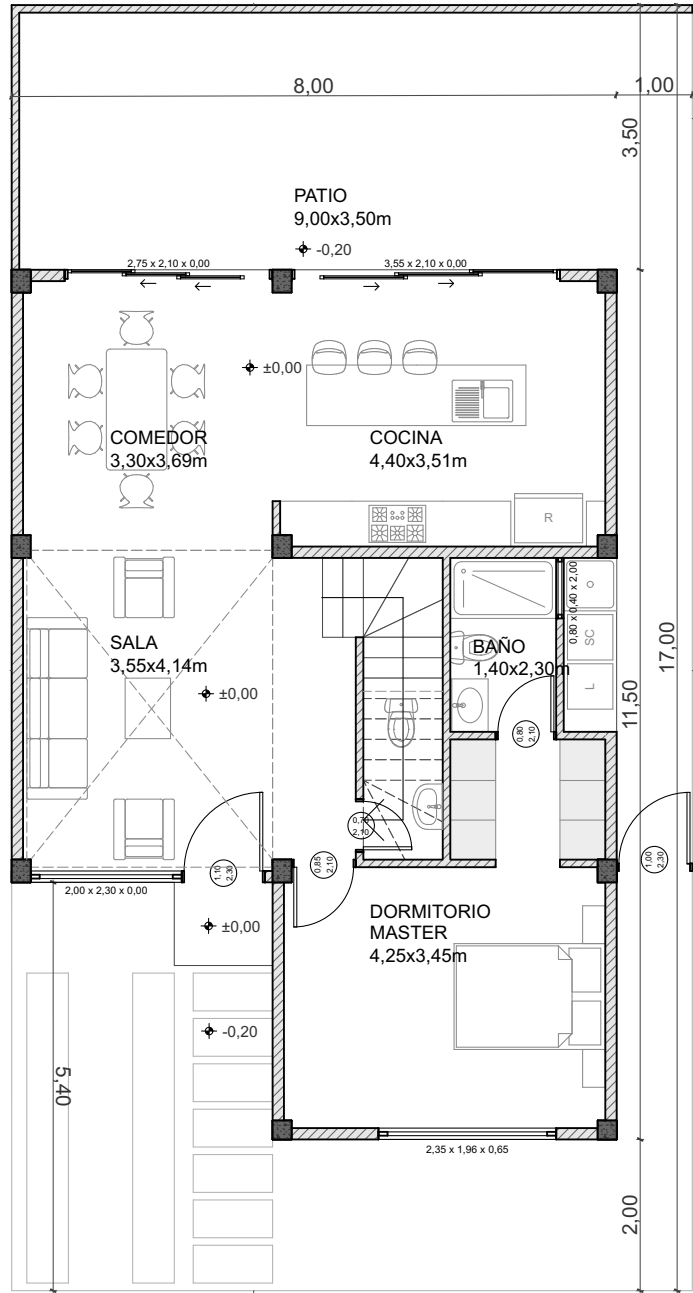 8,00
1,00
3,50
PATIO
9,00x3,50m
-0,20
2,75 x 2,10 x 0,00
3,55 x 2,10 x 0,00
±0,00
COMEDOR
3,30x3,69m
COCINA
4,40x3,51m
R
SALA
3,55x4,14m
±0,00
BAÑO
1,40x2,30m
0,80 x 0,40 x 2,00
O
SC
L
17,00
11,50
0,80
2,10
0,70
2,10
0,85
2,10
1,10
2,30
1,00
2,30
2,00 x 2,30 x 0,00
±0,00
DORMITORIO
MASTER
4,25x3,45m
-0,20
5,40
2,35 x 1,96 x 0,65
2,00